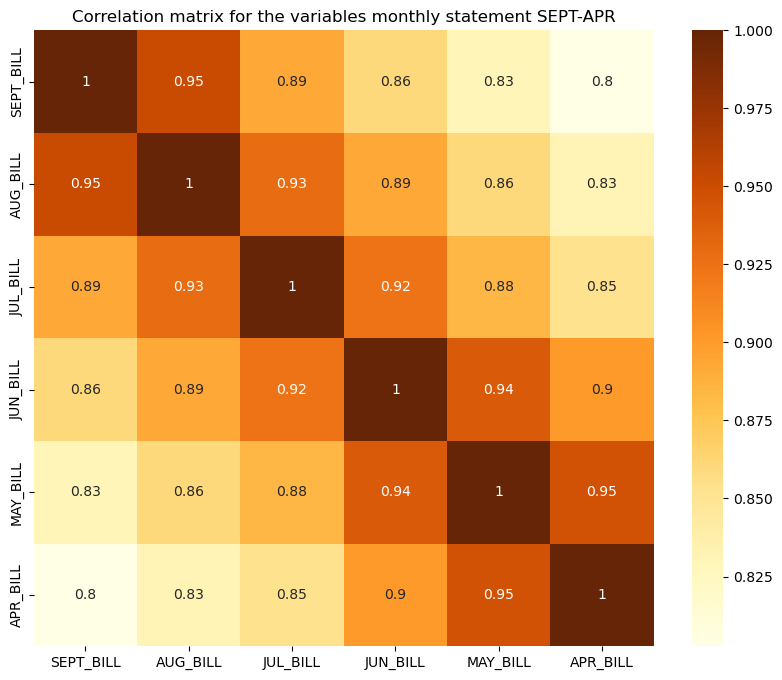 Correlation matrix for the variables monthly statement SEPT-APR
SEPT_BILL 1 0.95 0.89 0.86 0.83 0.8
AUG_BILL 0.95 1 0.93 0.89 0.86 0.83
JUL_BILL 0.89 0.93 1 0.92 0.88 0.85
JUN_BILL 0.86 0.89 0.92 1 0.94 0.9
MAY_BILL 0.83 0.86 0.88 0.94 1 0.95
APR_BILL 0.8 0.83 0.85 0.9 0.95 1
SEPT_BILL AUG_BILL JUL_BILL JUN_BILL MAY_BILL APR_BILL
1.000
0.975
0.950
0.925
0.900
0.875
0.850
0.825